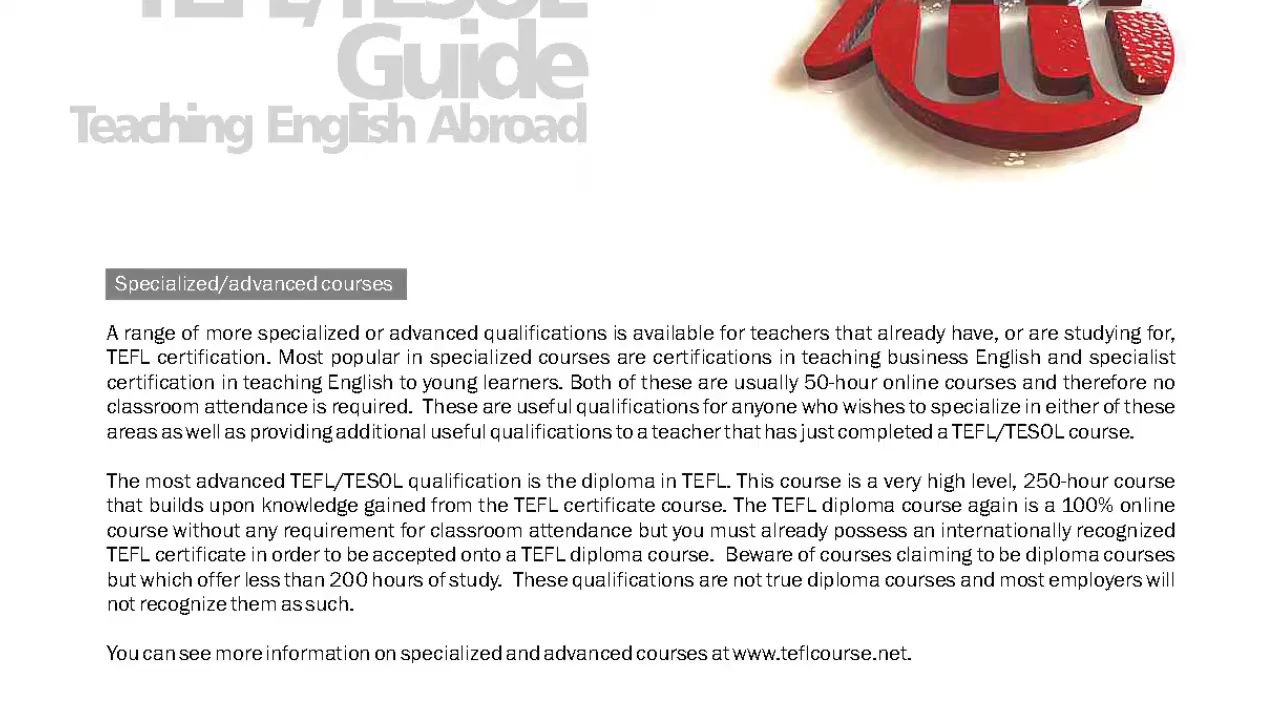 TEFL/TESOL
Guide
Teaching English Abroad
Specialized/advanced courses
A range of more specialized or advanced qualifications is available for teachers that already have, or are studying for,
TEFL certification. Most popular in specialized courses are certifications in teaching business English and specialist
certification in teaching English to young learners. Both of these are usually 50-hour online courses and therefore no
classroom attendance is required. These are useful qualifications for anyone who wishes to specialize in either of these
areas as well as providing additional useful qualifications to a teacher that has just completed a TEFL/TESOL course.
The most advanced TEFL/TESOL qualification is the diploma in TEFL. This course is a very high level, 250-hour course
that builds upon knowledge gained from the TEFL certificate course. The TEFL diploma course again is a 100% online
course without any requirement for classroom attendance but you must already possess an internationally recognized
TEFL certificate in order to be accepted onto a TEFL diploma course. Beware of courses claiming to be diploma courses
but which offer less than 200 hours of study. These qualifications are not true diploma courses and most employers will
not recognize them as such.
You can see more information on specialized and advanced courses at www.teflcourse.net.